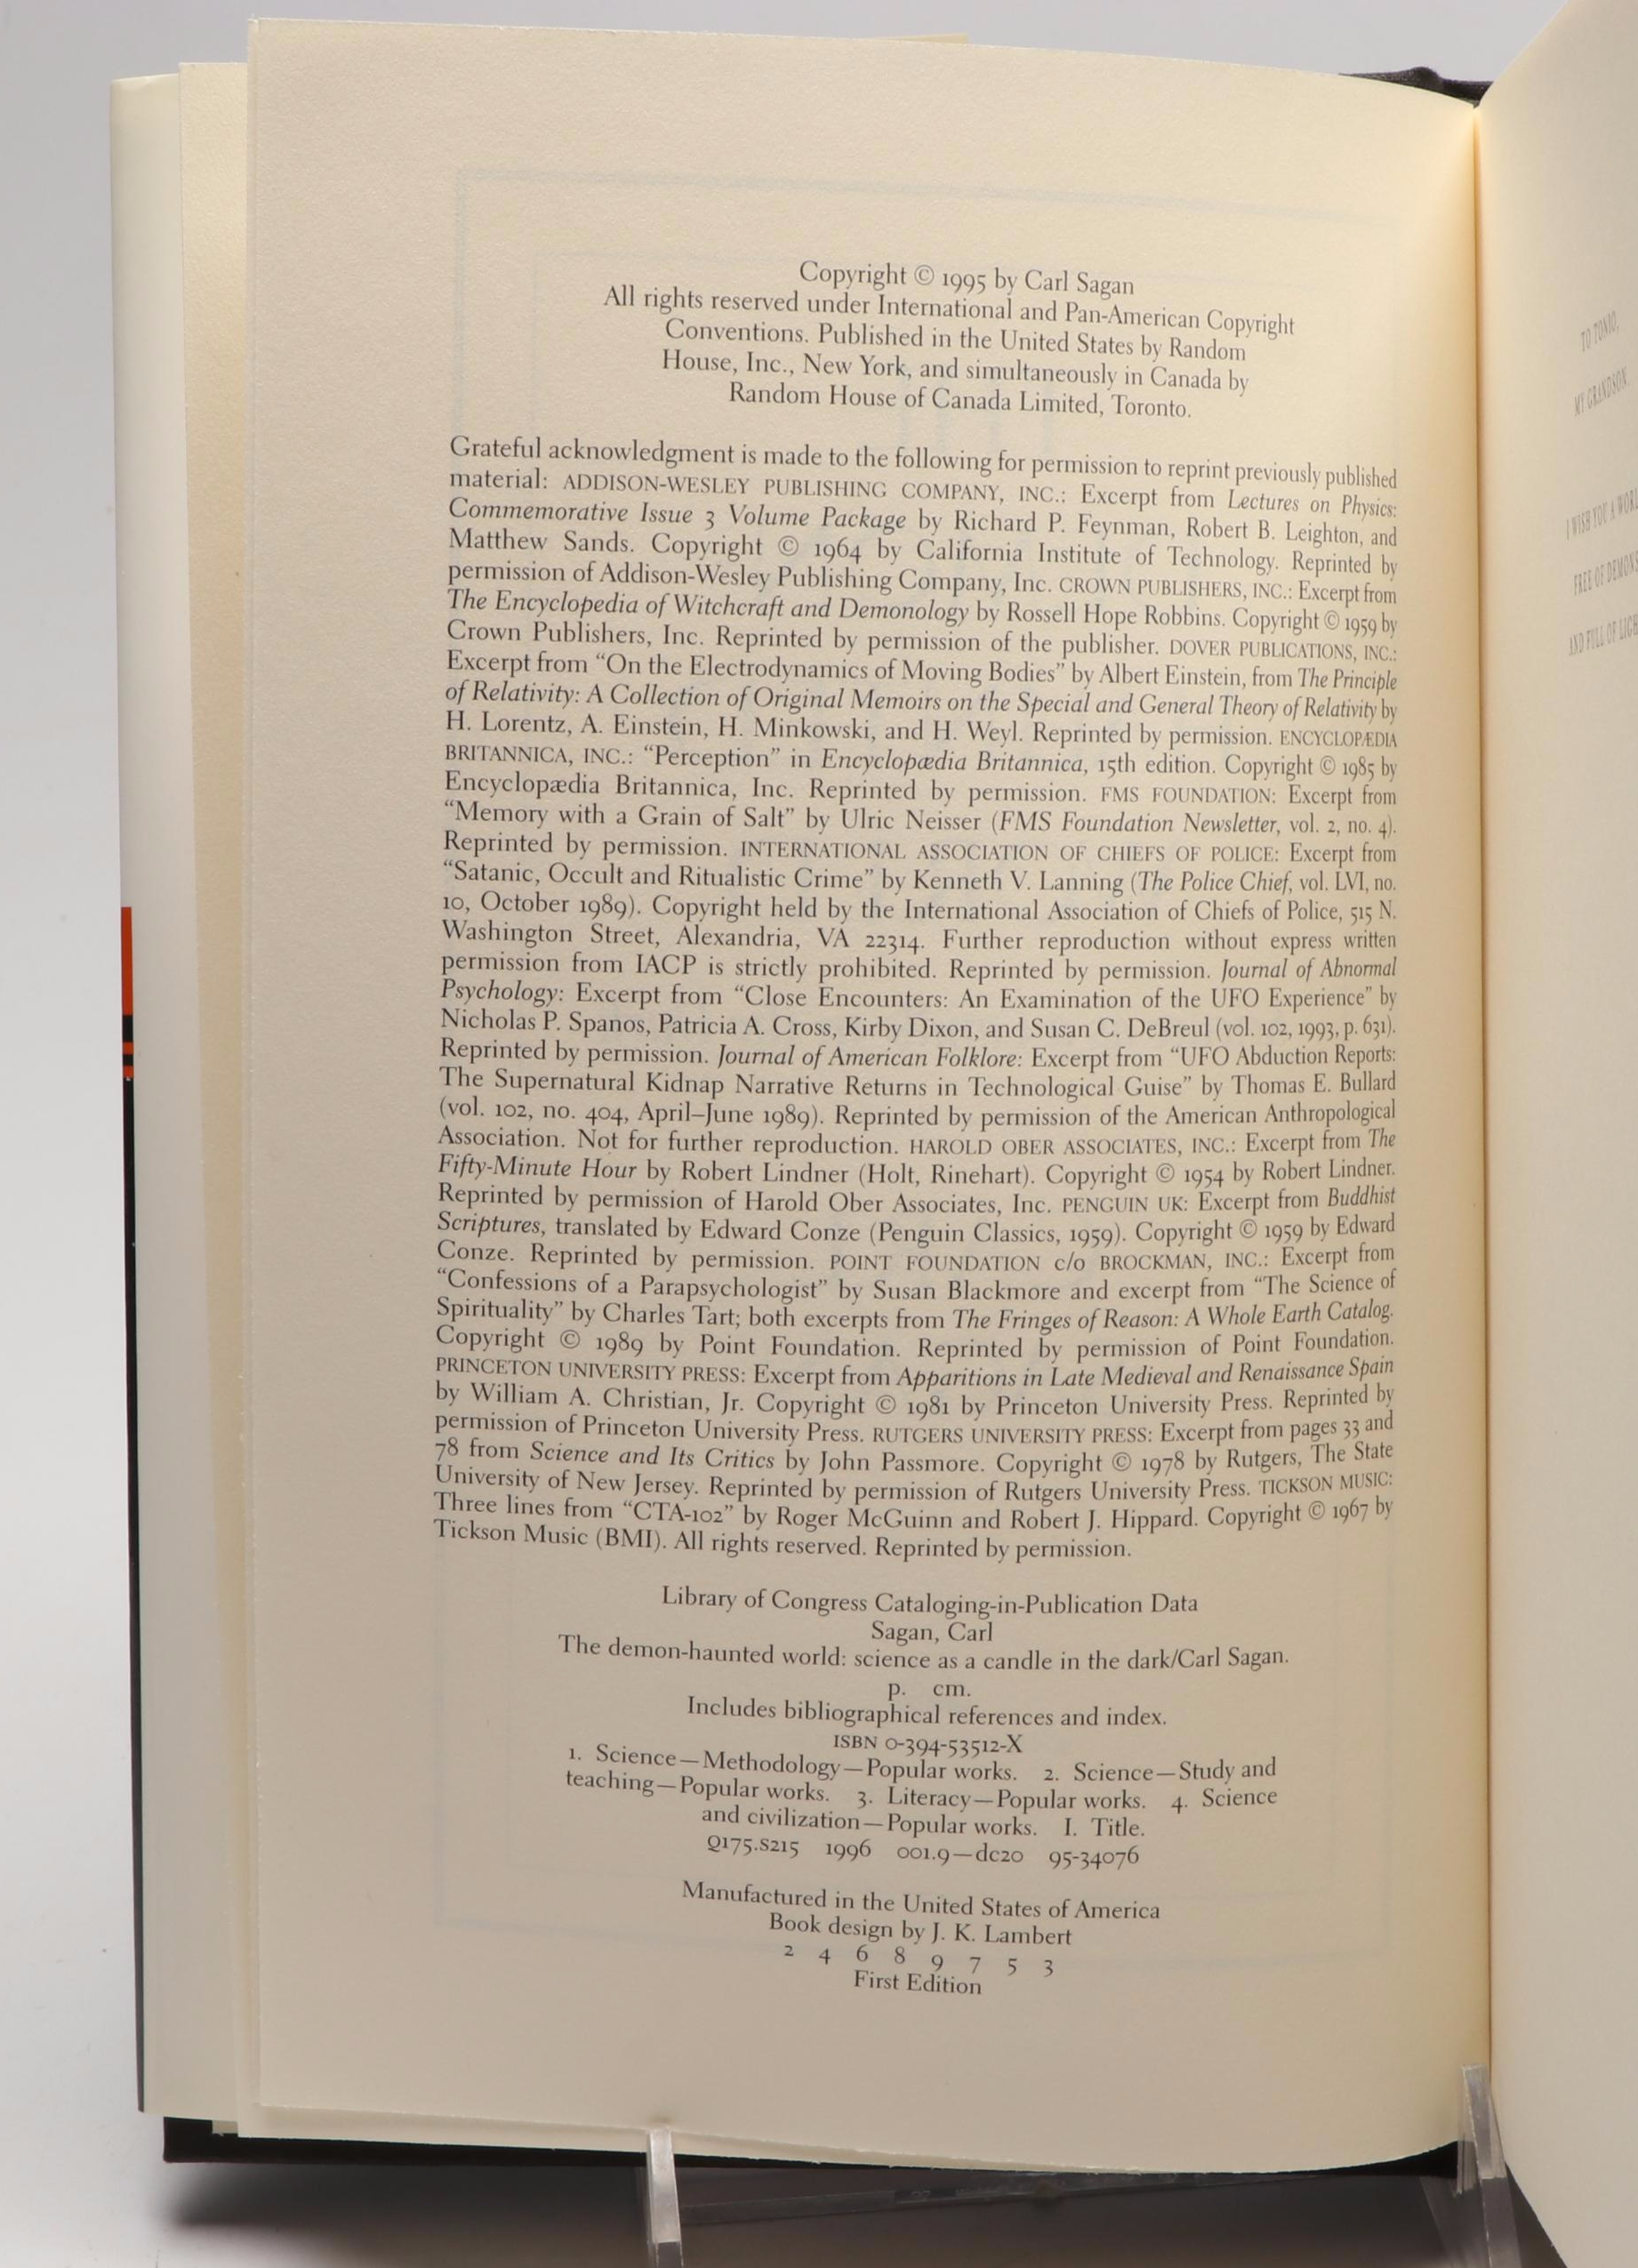 Copyright © 1995 by Carl Sagan
All rights reserved under International and Pan-American Copyright
Conventions. Published in the United States by Random
House, Inc., New York, and simultaneously in Canada by
Random House of Canada Limited, Toronto.
Grateful acknowledgment is made to the following for permission to reprint previously published
material: ADDISON-WESLEY PUBLISHING COMPANY, INC.: Excerpt from Lectures on Physics:
Commemorative Issue 3 Volume Package by Richard P. Feynman, Robert B. Leighton, and
Matthew Sands. Copyright © 1964 by California Institute of Technology. Reprinted by
permission of Addison-Wesley Publishing Company, Inc. CROWN PUBLISHERS, INC.: Excerpt from
The Encyclopedia of Witchcraft and Demonology by Rossell Hope Robbins. Copyright © 1959 by
Crown Publishers, Inc. Reprinted by permission of the publisher. DOVER PUBLICATIONS, INC.:
Excerpt from “On the Electrodynamics of Moving Bodies” by Albert Einstein, from The Principle
of Relativity: A Collection of Original Memoirs on the Special and General Theory of Relativity by
H. Lorentz, A. Einstein, H. Minkowski, and H. Weyl. Reprinted by permission. ENCYCLOPÆDIA
BRITANNICA, INC.: “Perception” in Encyclopædia Britannica, 15th edition. Copyright © 1985 by
Encyclopædia Britannica, Inc. Reprinted by permission. FMS FOUNDATION: Excerpt from
“Memory with a Grain of Salt” by Ulric Neisser (FMS Foundation Newsletter, vol. 2, no. 4).
Reprinted by permission. INTERNATIONAL ASSOCIATION OF CHIEFS OF POLICE: Excerpt from
“Satanic, Occult and Ritualistic Crime” by Kenneth V. Lanning (The Police Chief, vol. LVI, no.
10, October 1989). Copyright held by the International Association of Chiefs of Police, 515 N.
Washington Street, Alexandria, VA 22314. Further reproduction without express written
permission from IACP is strictly prohibited. Reprinted by permission. Journal of Abnormal
Psychology: Excerpt from “Close Encounters: An Examination of the UFO Experience” by
Nicholas P. Spanos, Patricia A. Cross, Kirby Dixon, and Susan C. DeBreul (vol. 102, 1993, p. 631).
Reprinted by permission. Journal of American Folklore: Excerpt from “UFO Abduction Reports:
The Supernatural Kidnap Narrative Returns in Technological Guise” by Thomas E. Bullard
(vol. 102, no. 404, April–June 1989). Reprinted by permission of the American Anthropological
Association. Not for further reproduction. HAROLD OBER ASSOCIATES, INC.: Excerpt from The
Fifty-Minute Hour by Robert Lindner (Holt, Rinehart). Copyright © 1954 by Robert Lindner.
Reprinted by permission of Harold Ober Associates, Inc. PENGUIN UK: Excerpt from Buddhist
Scriptures, translated by Edward Conze (Penguin Classics, 1959). Copyright © 1959 by Edward
Conze. Reprinted by permission. POINT FOUNDATION c/o BROCKMAN, INC.: Excerpt from
“Confessions of a Parapsychologist” by Susan Blackmore and excerpt from “The Science of
Spirituality” by Charles Tart; both excerpts from The Fringes of Reason: A Whole Earth Catalog.
Copyright © 1989 by Point Foundation. Reprinted by permission of Point Foundation.
PRINCETON UNIVERSITY PRESS: Excerpt from Apparitions in Late Medieval and Renaissance Spain
by William A. Christian, Jr. Copyright © 1981 by Princeton University Press. Reprinted by
permission of Princeton University Press. RUTGERS UNIVERSITY PRESS: Excerpt from pages 33 and
78 from Science and Its Critics by John Passmore. Copyright © 1978 by Rutgers, The State
University of New Jersey. Reprinted by permission of Rutgers University Press. TICKSON MUSIC:
Three lines from “CTA-102” by Roger McGuinn and Robert J. Hippard. Copyright © 1967 by
Tickson Music (BMI). All rights reserved. Reprinted by permission.
Library of Congress Cataloging-in-Publication Data
Sagan, Carl
The demon-haunted world: science as a candle in the dark/Carl Sagan.
p. cm.
Includes bibliographical references and index.
ISBN 0-394-53512-X
1. Science—Methodology—Popular works. 2. Science—Study and
teaching—Popular works. 3. Literacy—Popular works. 4. Science
and civilization—Popular works. I. Title.
Q175.S215 1996 001.9—dc20 95-34076
Manufactured in the United States of America
Book design by J. K. Lambert
2 4 6 8 9 7 5 3
First Edition
TO TONIO,
MY GRANDSON
I WISH YOU A
FREE OF DEMONS
AND FULL OF